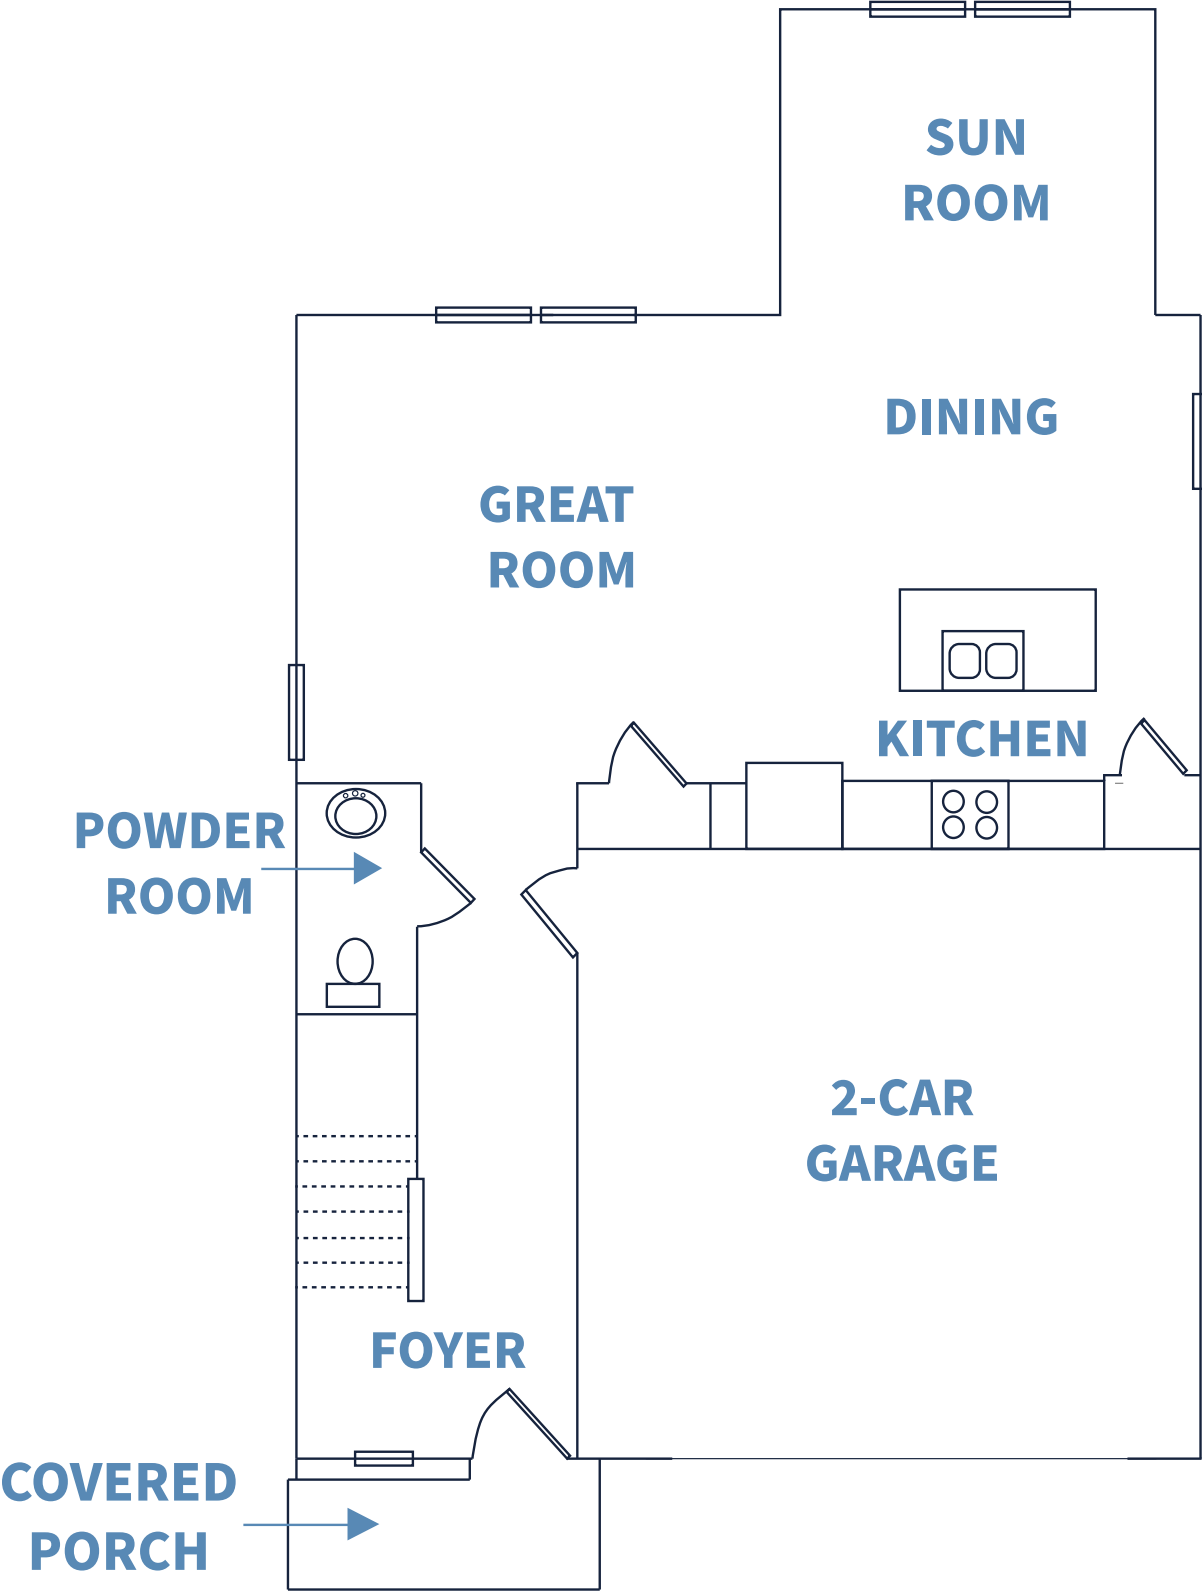 SUN
ROOM
DINING
GREAT
ROOM
KITCHEN
POWDER
ROOM
2-CAR
GARAGE
FOYER
COVERED
PORCH